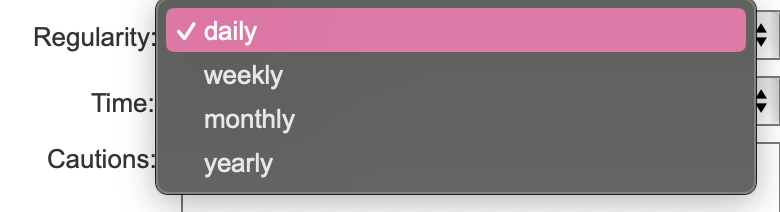 Regularity:
✓ daily
weekly
Time:
monthly
Cautions:
yearly